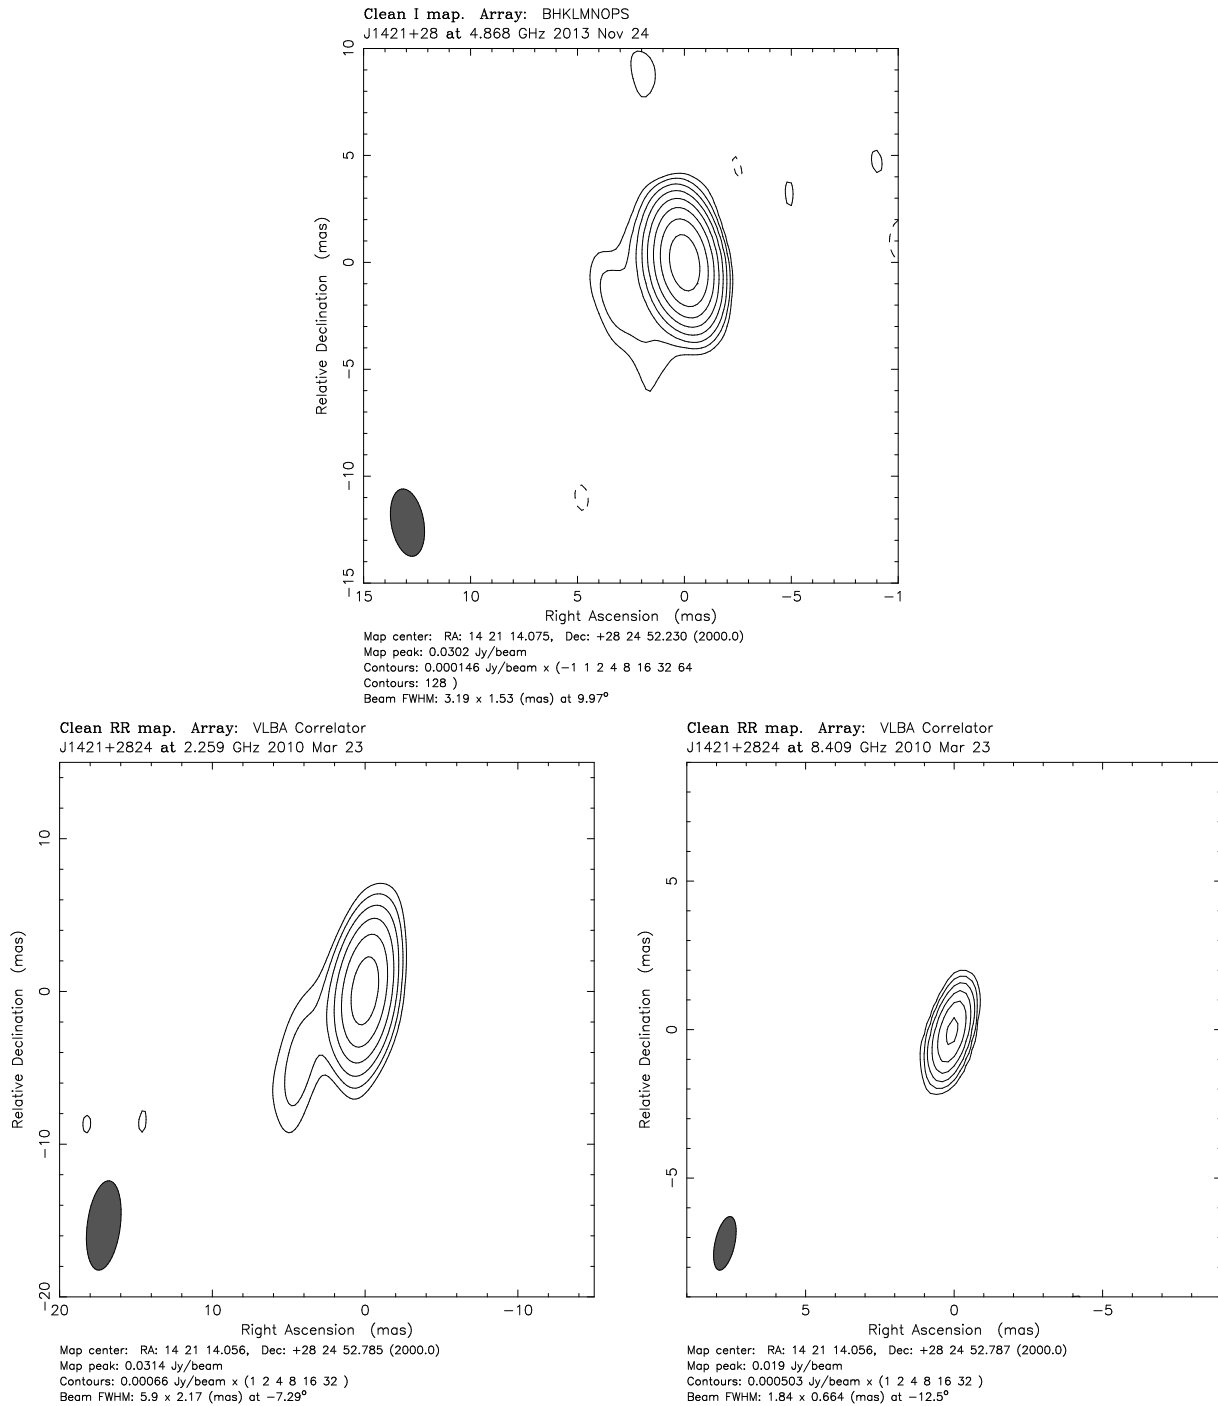 Clean I map. Array: BHKLMNOPS
J1421+28 at 4.868 GHz 2013 Nov 24
10
5
0
−5
−10
−15
Relative Declination (mas)
15 10 5 0 −5 −1
Right Ascension (mas)
Map center: RA: 14 21 14.075, Dec: +28 24 52.230 (2000.0)
Map peak: 0.0302 Jy/beam
Contours: 0.000146 Jy/beam x (−1 1 2 4 8 16 32 64
Contours: 128 )
Beam FWHM: 3.19 x 1.53 (mas) at 9.97°
Clean RR map. Array: VLBA Correlator
J1421+2824 at 2.259 GHz 2010 Mar 23
10
0
−10
−20
Relative Declination (mas)
20 10 0 −10
Right Ascension (mas)
Map center: RA: 14 21 14.056, Dec: +28 24 52.785 (2000.0)
Map peak: 0.0314 Jy/beam
Contours: 0.00066 Jy/beam x (1 2 4 8 16 32 )
Beam FWHM: 5.9 x 2.17 (mas) at −7.29°
Clean RR map. Array: VLBA Correlator
J1421+2824 at 8.409 GHz 2010 Mar 23
5
0
−5
Relative Declination (mas)
5 0 −5
Right Ascension (mas)
Map center: RA: 14 21 14.056, Dec: +28 24 52.787 (2000.0)
Map peak: 0.019 Jy/beam
Contours: 0.000503 Jy/beam x (1 2 4 8 16 32 )
Beam FWHM: 1.84 x 0.664 (mas) at −12.5°